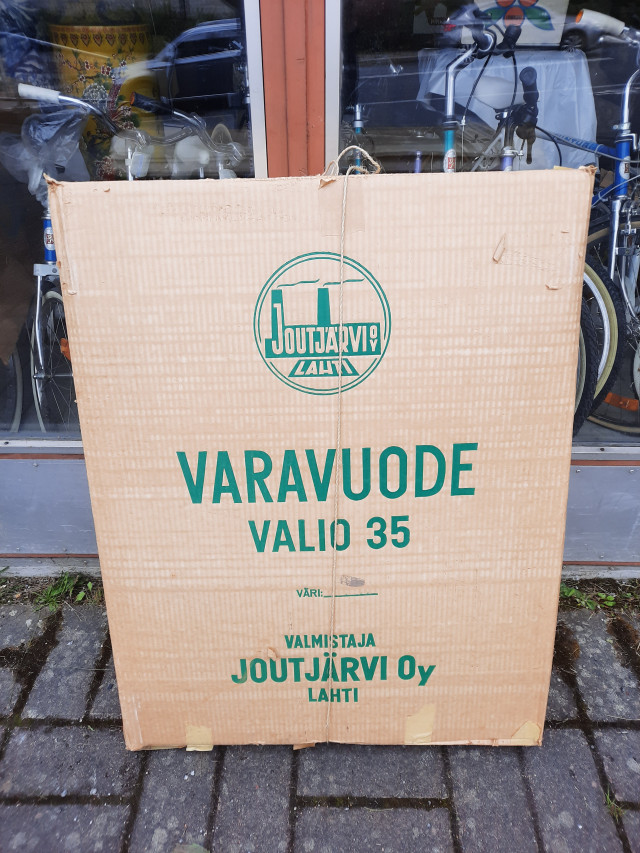 JOUTJÄRVI OY
LAHTI
VARAVUODE
VALIO 35
VÄRI:
VALMISTAJA
JOUTJÄRVI Oy
LAHTI